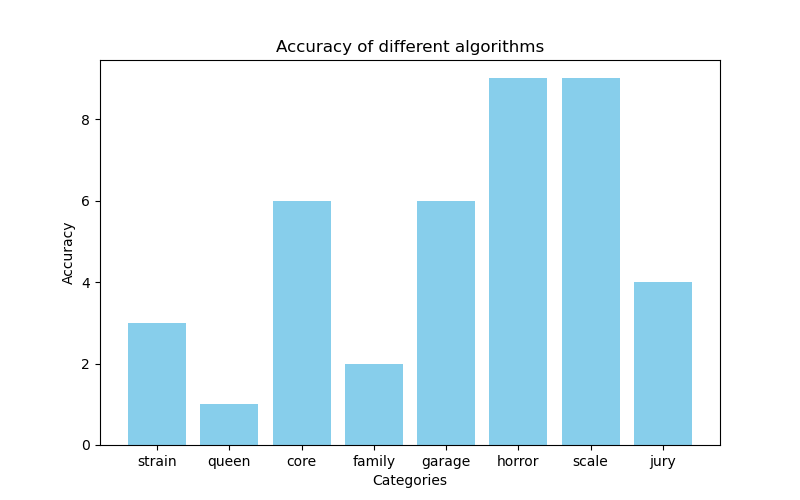 Accuracy of different algorithms
Accuracy
8
6
4
2
0
strain queen core family garage horror scale jury
Categories